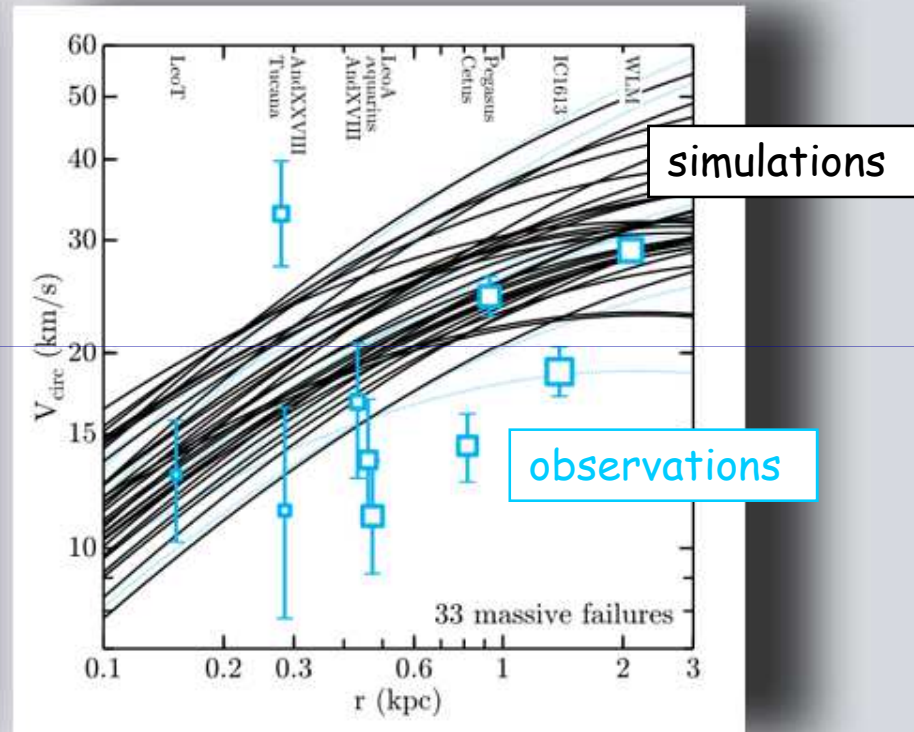 60
50
40
30
20
15
10
V_circ (km/s)
LeoT
Tucana
AndXXVIII
AndXVIII
Aquarius
LeoA
Cetus
Pegasus
IC1613
WLM
simulations
observations
33 massive failures
0.1 0.2 0.3 0.6 1 2 3
r (kpc)